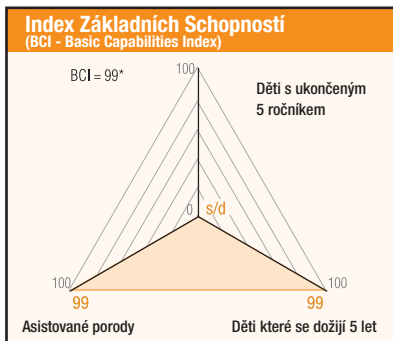 Index Základních Schopností
(BCI - Basic Capabilities Index)
BCI = 99*
100
Děti s ukončeným
5 ročníkem
0
s/d
100
100
99
99
Asistované porody
Děti které se dožijí 5 let